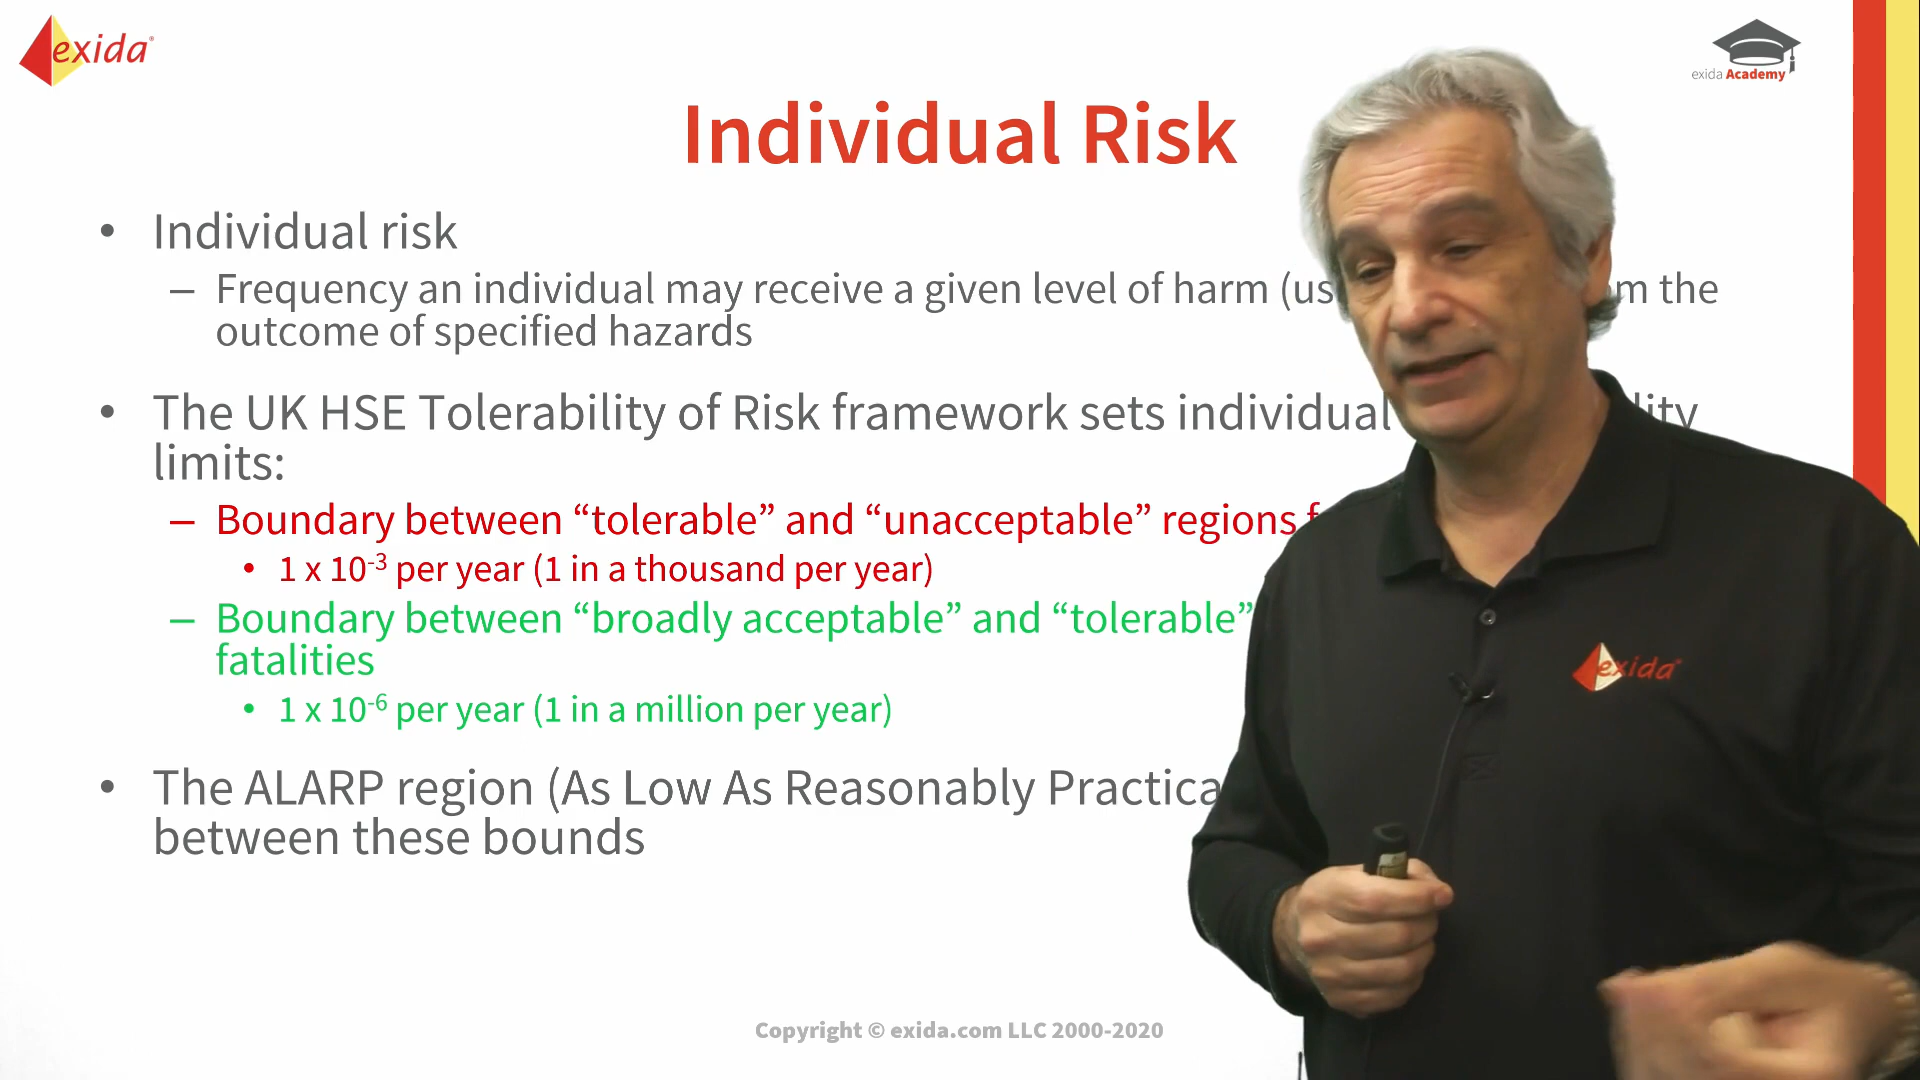 exida
exida Academy
Individual Risk
• Individual risk
– Frequency an individual may receive a given level of harm (us m the
outcome of specified hazards
• The UK HSE Tolerability of Risk framework sets individual lity
limits:
– Boundary between “tolerable” and “unacceptable” regions f
• 1 x 10-3 per year (1 in a thousand per year)
– Boundary between “broadly acceptable” and “tolerable”
fatalities
• 1 x 10-6 per year (1 in a million per year)
• The ALARP region (As Low As Reasonably Practica
between these bounds
exida
Copyright © exida.com LLC 2000-2020